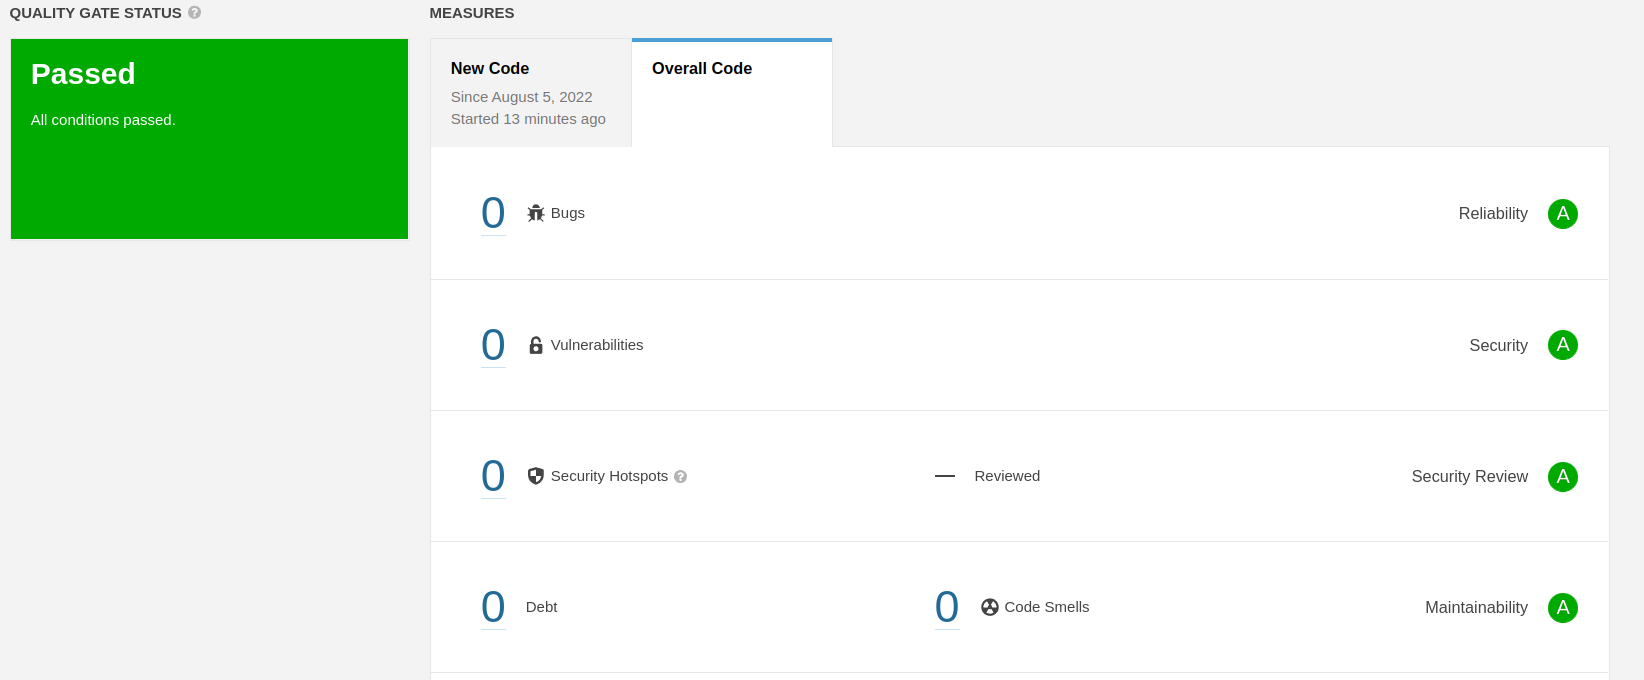 QUALITY GATE STATUS ?
Passed
All conditions passed.
MEASURES
New Code
Since August 5, 2022
Started 13 minutes ago
Overall Code
0 Bugs Reliability A
0 Vulnerabilities Security A
0 Security Hotspots ? — Reviewed Security Review A
0 Debt 0 Code Smells Maintainability A